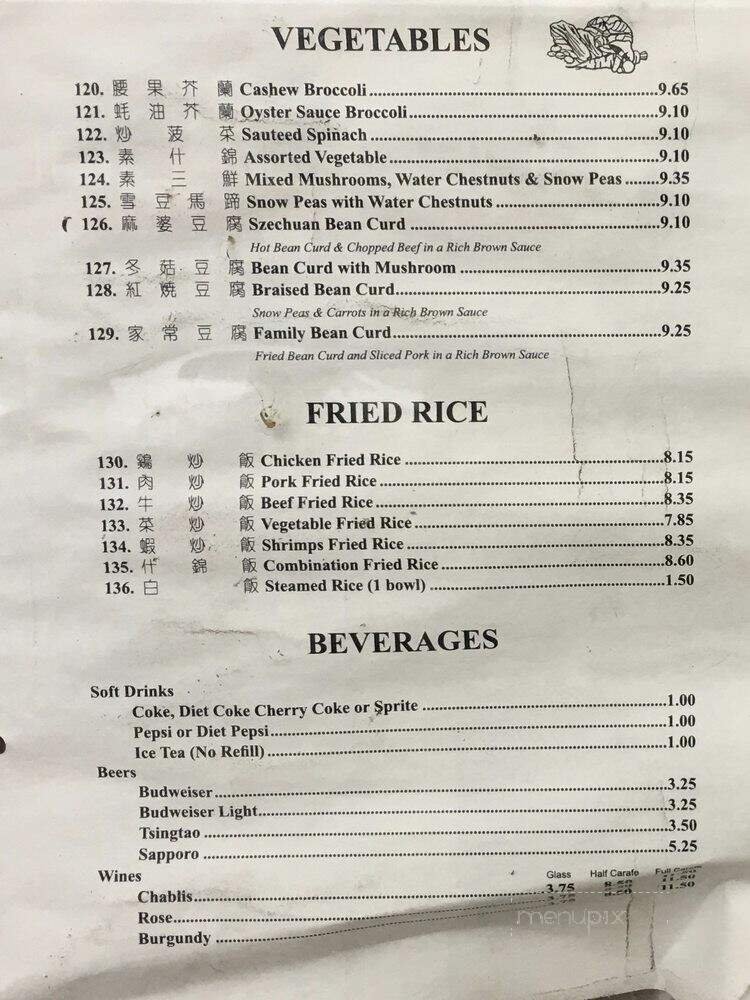 VEGETABLES
120. 腰 果 芥 蘭 Cashew Broccoli 9.65
121. 蚝 油 芥 蘭 Oyster Sauce Broccoli 9.10
122. 炒 菠 菜 Sauteed Spinach 9.10
123. 素 什 錦 Assorted Vegetable 9.10
124. 素 三 鮮 Mixed Mushrooms, Water Chestnuts & Snow Peas 9.35
125. 雪 豆 馬 蹄 Snow Peas with Water Chestnuts 9.10
126. 麻 婆 豆 腐 Szechuan Bean Curd 9.10
Hot Bean Curd & Chopped Beef in a Rich Brown Sauce
127. 冬 菇 豆 腐 Bean Curd with Mushroom 9.35
128. 紅 燒 豆 腐 Braised Bean Curd 9.25
Snow Peas & Carrots in a Rich Brown Sauce
129. 家 常 豆 腐 Family Bean Curd 9.25
Fried Bean Curd and Sliced Pork in a Rich Brown Sauce
FRIED RICE
130. 鷄 炒 飯 Chicken Fried Rice 8.15
131. 肉 炒 飯 Pork Fried Rice 8.15
132. 牛 炒 飯 Beef Fried Rice 8.35
133. 菜 炒 飯 Vegetable Fried Rice 7.85
134. 蝦 炒 飯 Shrimps Fried Rice 8.35
135. 什 錦 飯 Combination Fried Rice 8.60
136. 白 飯 Steamed Rice (1 bowl) 1.50
BEVERAGES
Soft Drinks
Coke, Diet Coke Cherry Coke or Sprite 1.00
Pepsi or Diet Pepsi 1.00
Ice Tea (No Refill) 1.00
Beers
Budweiser 3.25
Budweiser Light 3.25
Tsingtao 3.50
Sapporo 5.25
Wines Glass Half Carafe Full
Chablis 3.75 8.50 11.50
Rose
Burgundy
menupix